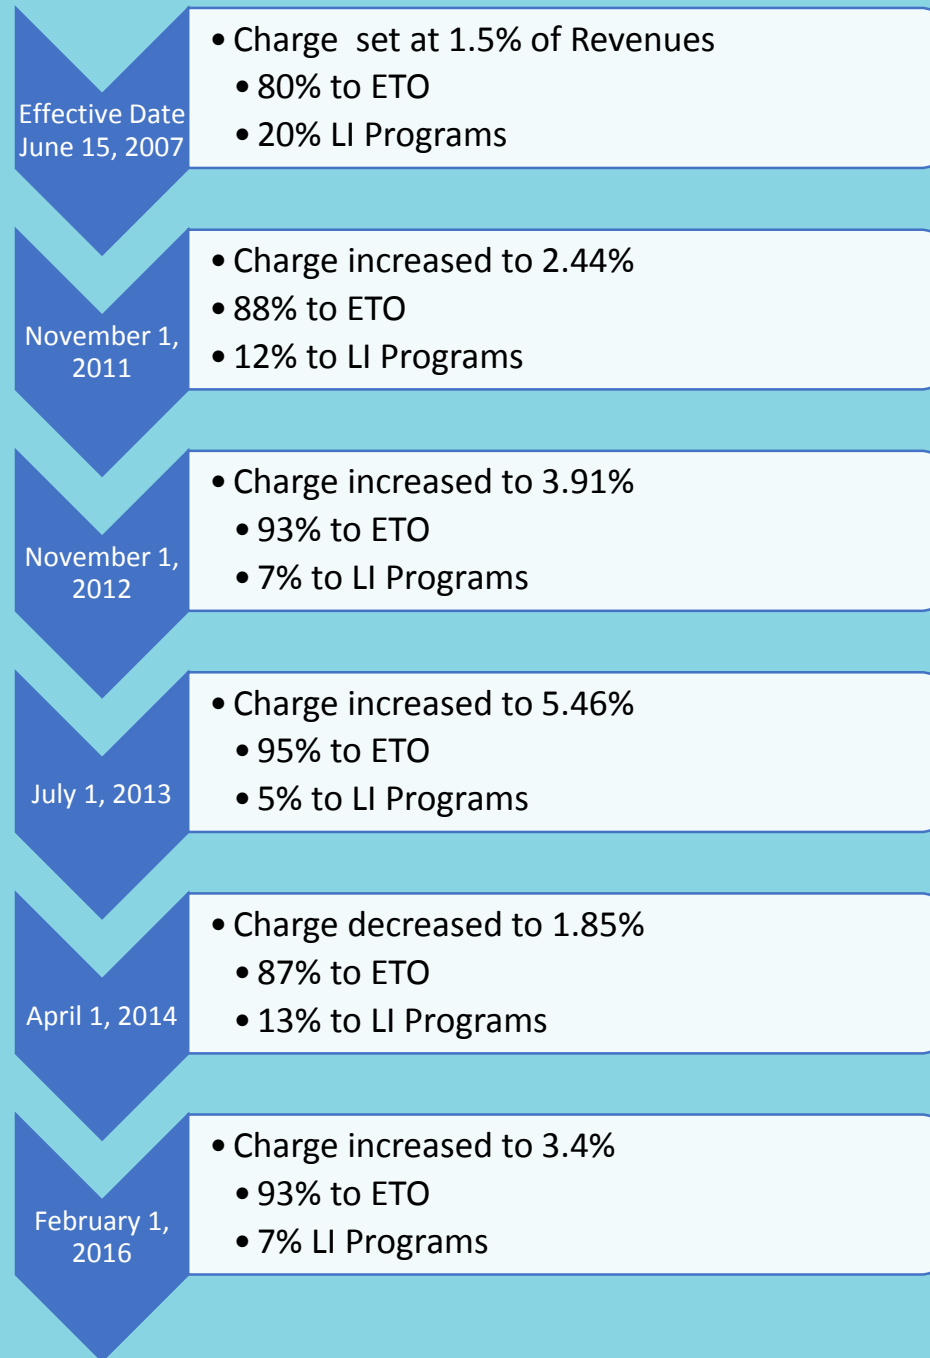 Effective Date
June 15, 2007
• Charge  set at 1.5% of Revenues
• 80% to ETO
• 20% LI Programs
November 1,
2011
• Charge increased to 2.44%
• 88% to ETO
• 12% to LI Programs
November 1,
2012
• Charge increased to 3.91%
• 93% to ETO
• 7% to LI Programs
July 1, 2013
• Charge increased to 5.46%
• 95% to ETO
• 5% to LI Programs
April 1, 2014
• Charge decreased to 1.85%
• 87% to ETO
• 13% to LI Programs
February 1,
2016
• Charge increased to 3.4%
• 93% to ETO
• 7% LI Programs